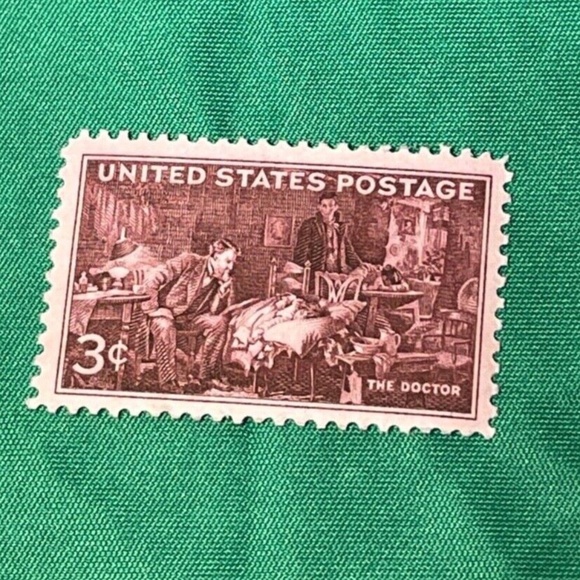 UNITED STATES POSTAGE
3¢
THE DOCTOR